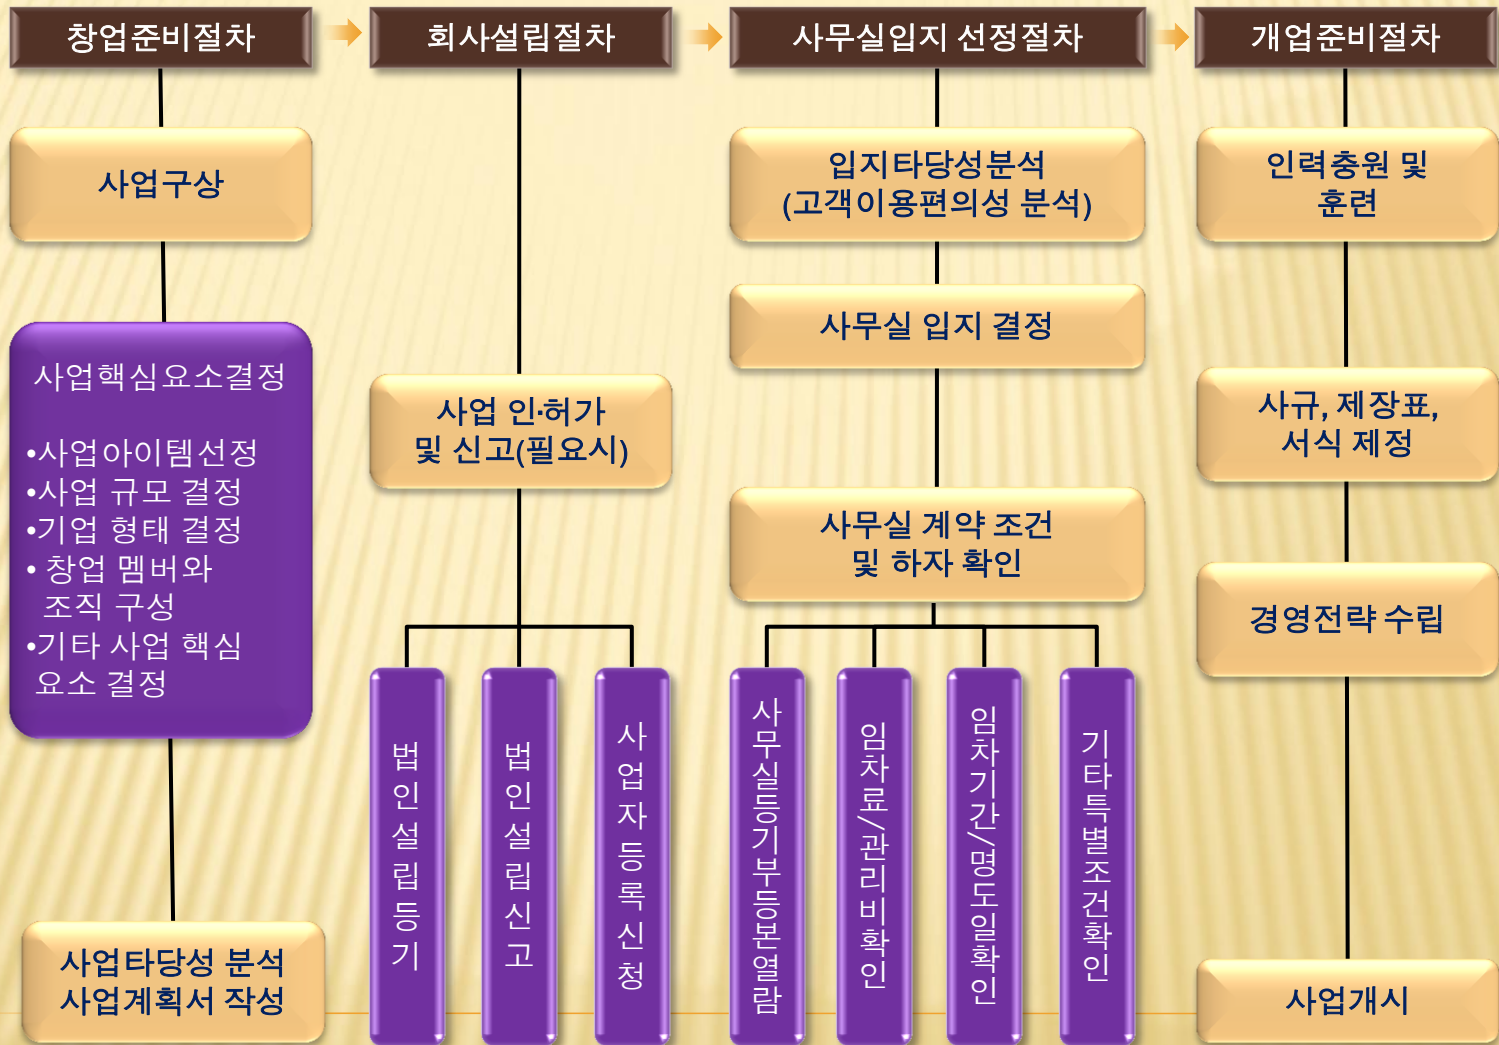 창업준비절차
회사설립절차
사무실입지 선정절차
개업준비절차
사업구상
사업핵심요소결정
•사업아이템선정
•사업 규모 결정
•기업 형태 결정
• 창업 멤버와
조직 구성
•기타 사업 핵심
요소 결정
사업타당성 분석
사업계획서 작성
사업 인·허가
및 신고(필요시)
법인설립등기
법인설립신고
사업자등록신청
입지타당성분석
(고객이용편의성 분석)
사무실 입지 결정
사무실 계약 조건
및 하자 확인
사무실등기부등본열람
임차료/관리비확인
임차기간/명도일확인
기타특별조건확인
인력충원 및
훈련
사규, 제장표,
서식 제정
경영전략 수립
사업개시